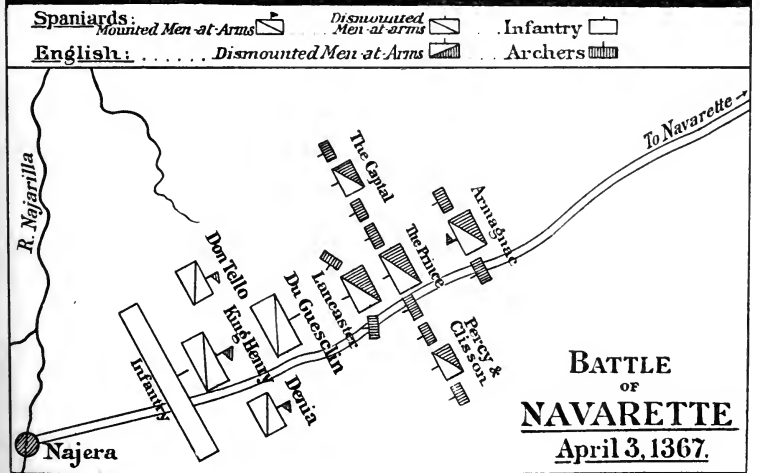 Spaniards:
Mounted Men-at-Arms
Dismounted
Men-at-arms . . . Infantry
English: . . . . . . Dismounted Men-at-Arms . . . . Archers
To Navarette
R. Najarilla
The Captal
Armagnac
The Prince
Don Tello
Lancaster
Du Guesclin
King Henry
Percy &
Clisson
Infantry
Denia
Najera
BATTLE
OF
NAVARETTE
April 3, 1367.